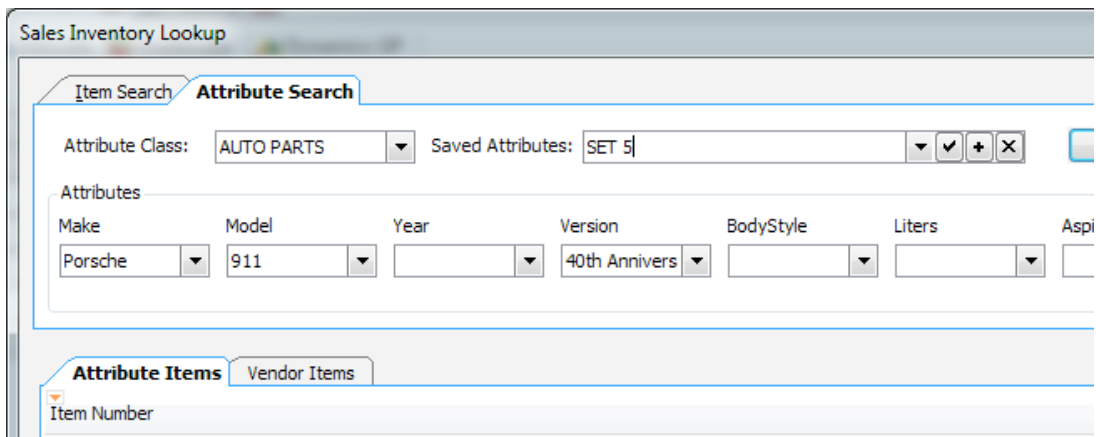 Sales Inventory Lookup
Item Search Attribute Search
Attribute Class: AUTO PARTS Saved Attributes: SET 5
Attributes
Make Model Year Version BodyStyle Liters Aspi
Porsche 911 40th Annivers
Attribute Items Vendor Items
Item Number